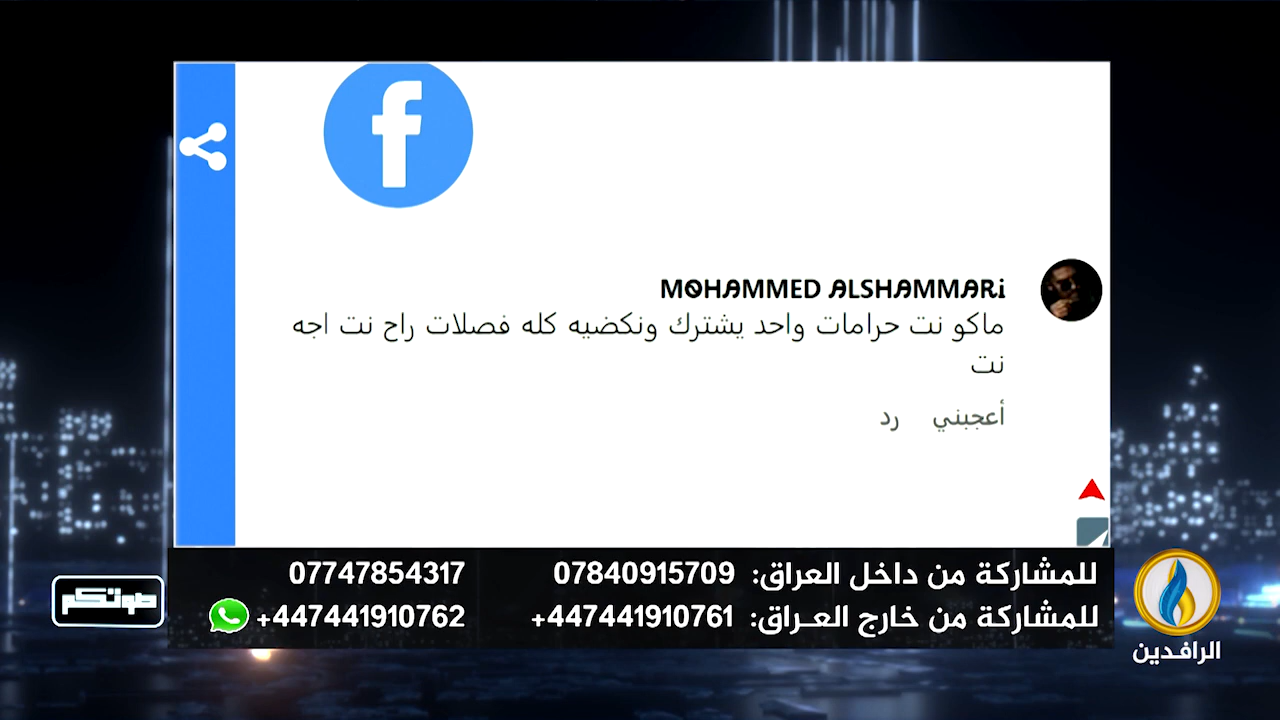 MOHAMMED ALSHAMMARi
ماكو نت حرامات واحد يشترك ونكضيه كله فصلات راح نت اجه
نت
أعجبني رد
للمشاركة من داخل العراق: 07840915709 07747854317
للمشاركة من خارج العـراق: 447441910761+ 447441910762+
صوتكم
الرافدين